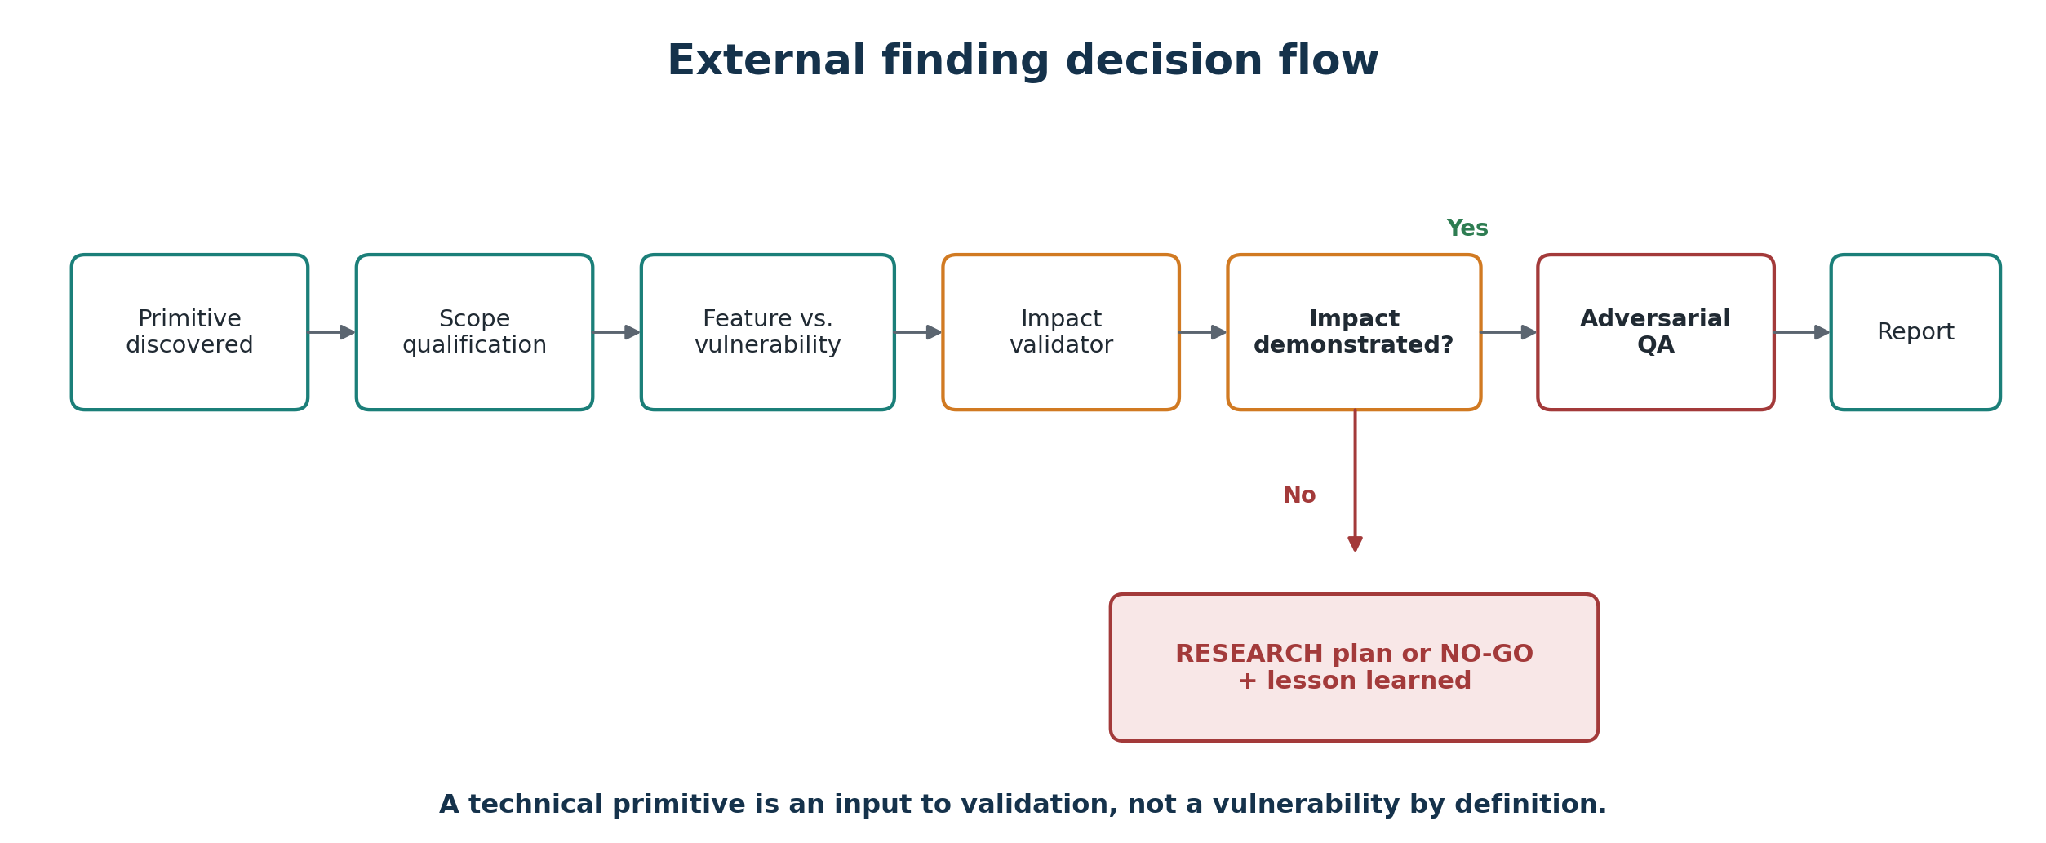 External finding decision flow
Yes
Primitive
discovered
Scope
qualification
Feature vs.
vulnerability
Impact
validator
Impact
demonstrated?
Adversarial
QA
Report
No
RESEARCH plan or NO-GO
+ lesson learned
A technical primitive is an input to validation, not a vulnerability by definition.